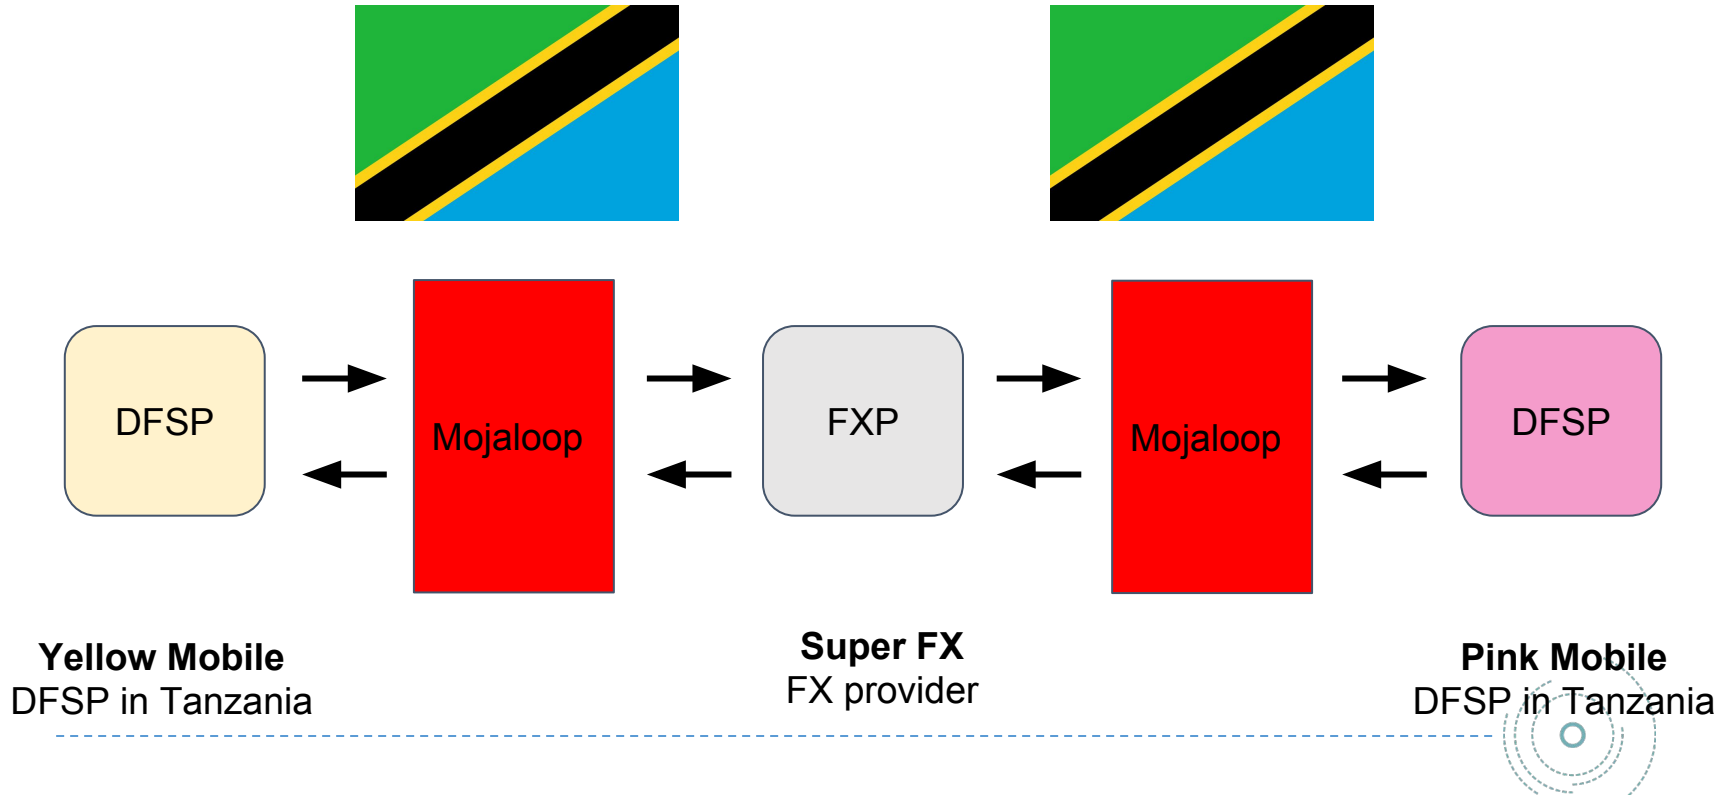 DFSP
Mojaloop
FXP
Mojaloop
DFSP
Yellow Mobile
DFSP in Tanzania
Super FX
FX provider
Pink Mobile
DFSP in Tanzania